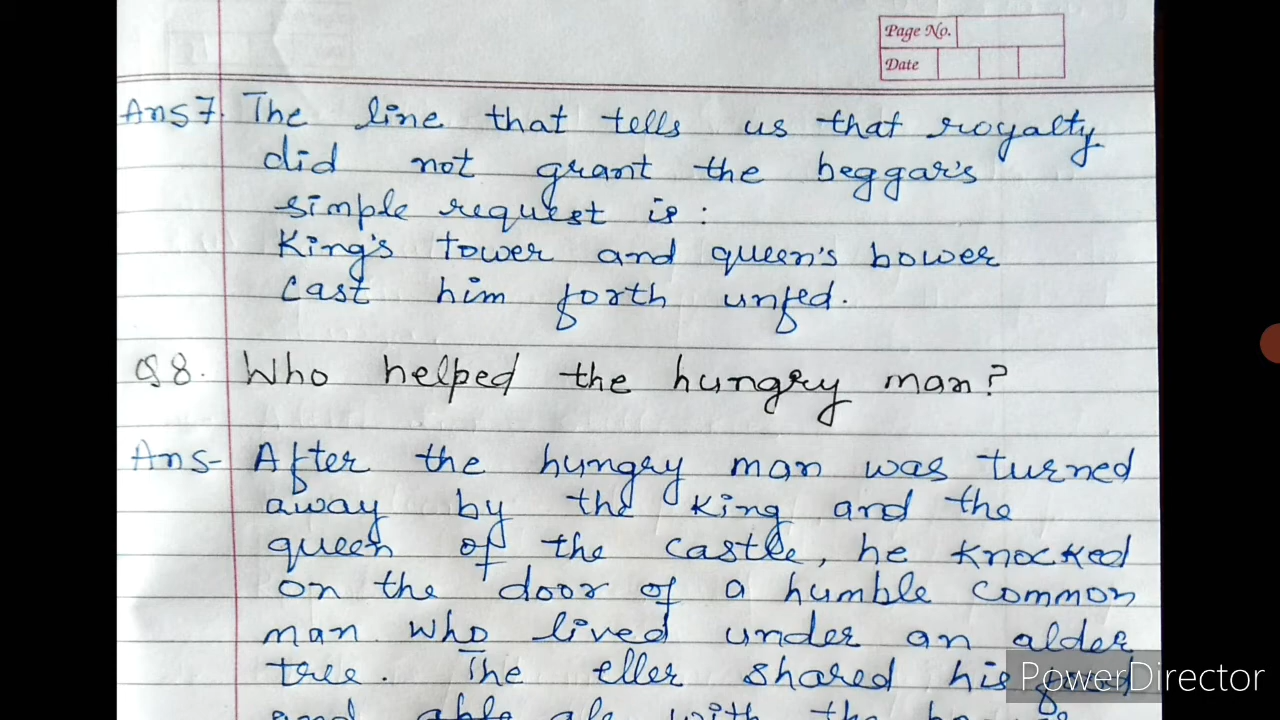 Page No.
Date
Ans7. The line that tells us that royalty
did not grant the beggar's
simple request is:
King's tower and queen's bower
cast him forth unfed.
Q8. Who helped the hungry man?
Ans- After the hungry man was turned
away by the King and the
queen of the castle, he knocked
on the door of a humble common
man who lived under an alder
tree. The eller shared his
and with the
PowerDirector